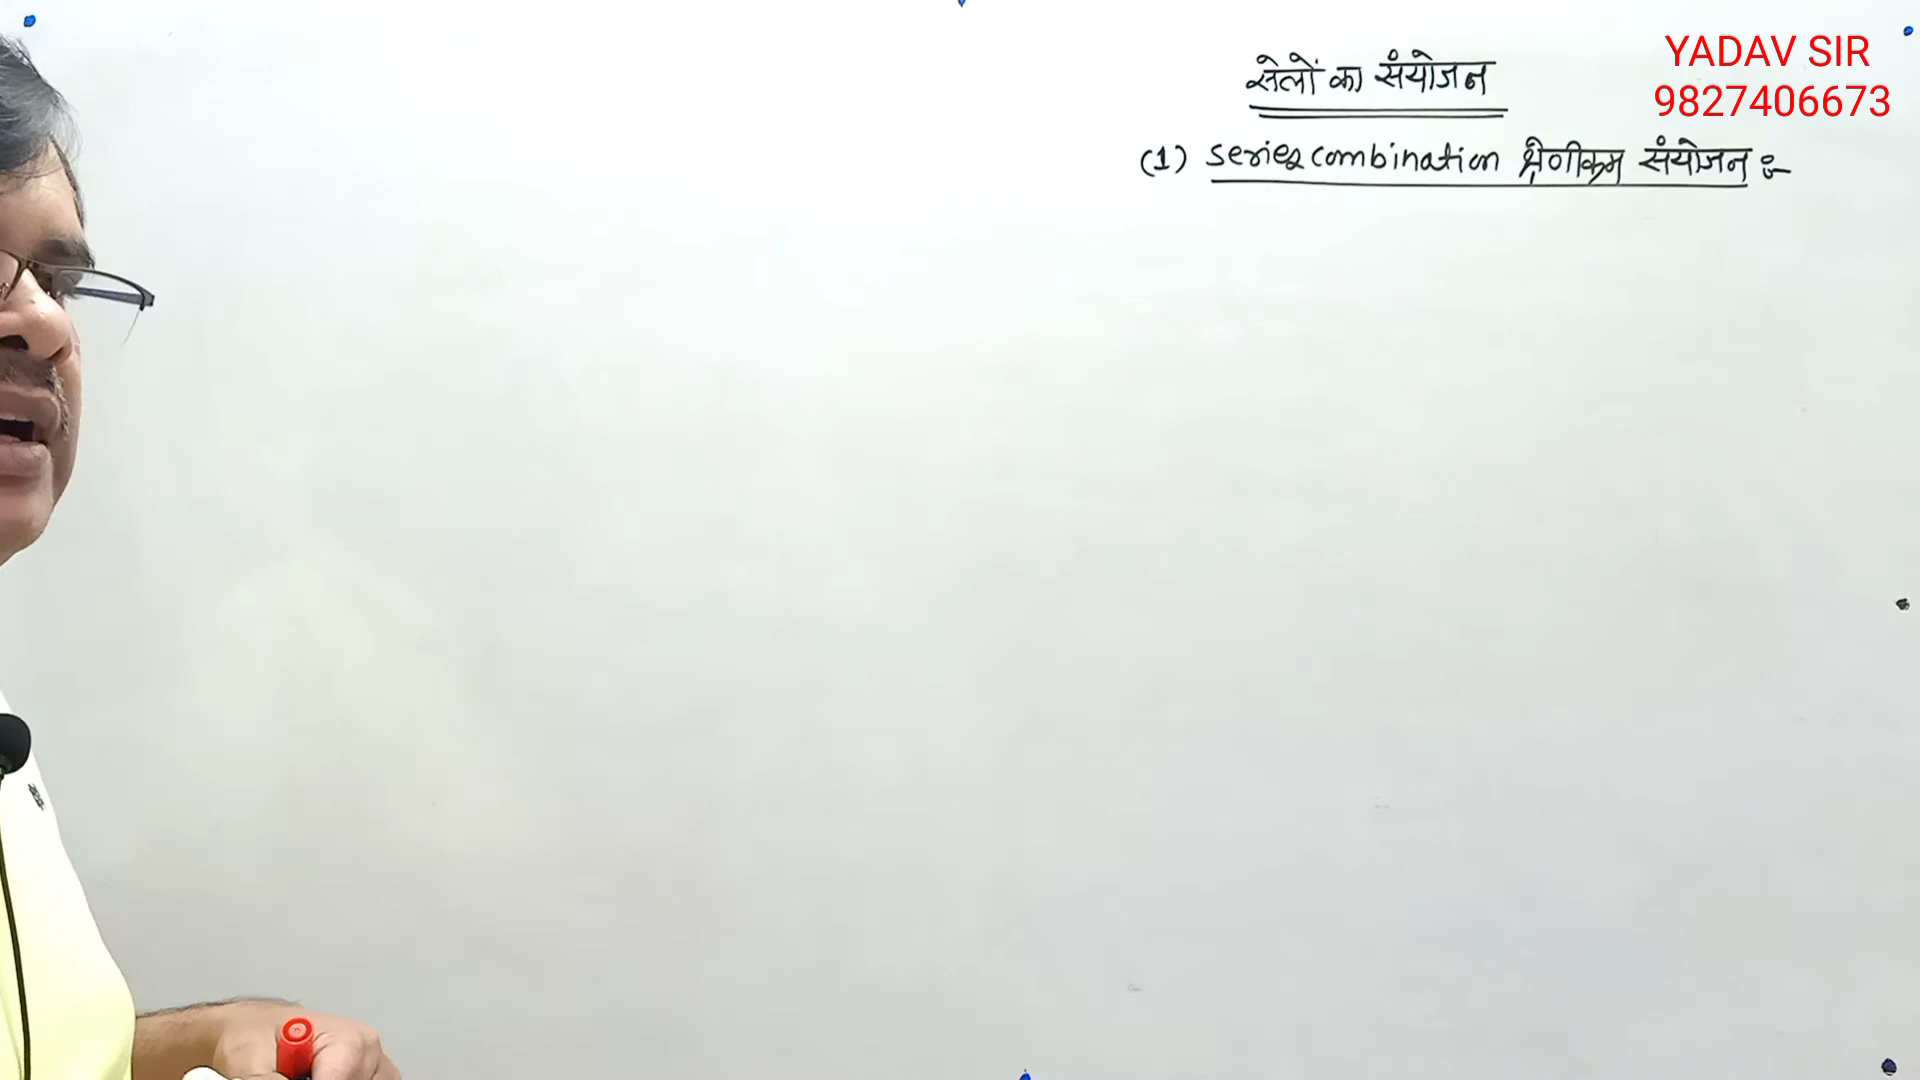 YADAV SIR
9827406673
सेलों का संयोजन
(1) series combination श्रेणीक्रम संयोजन :-